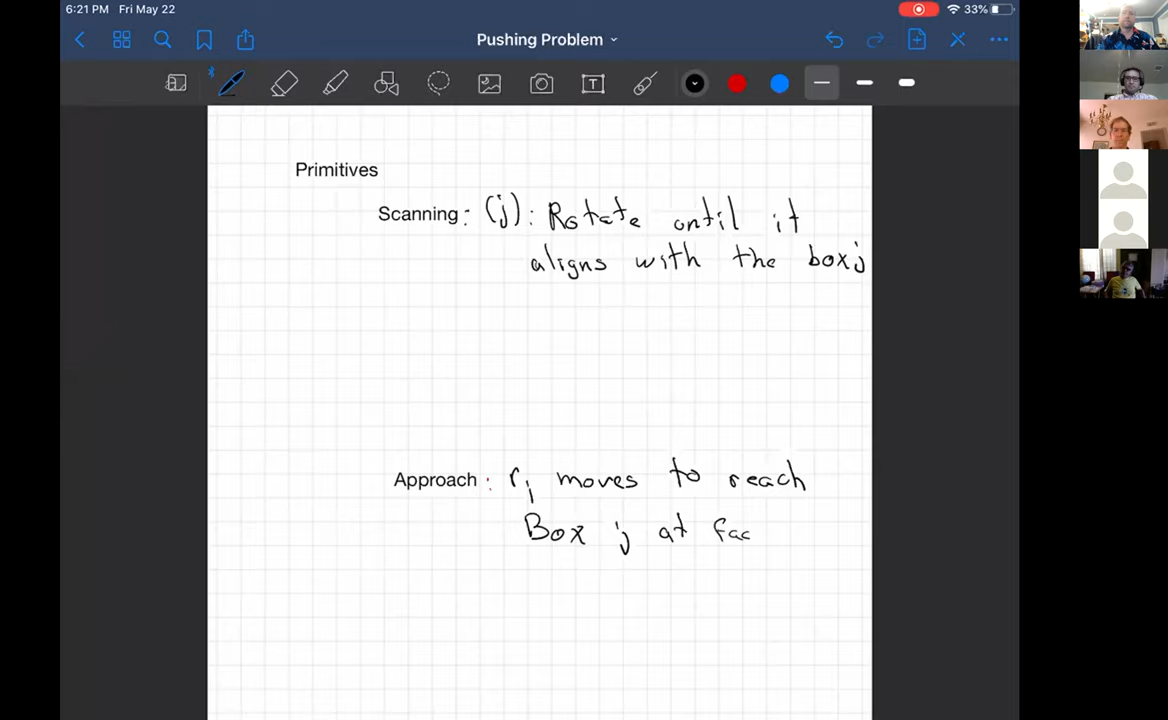 6:21 PM Fri May 22
33%
Pushing Problem
T
Primitives
Scanning: (j): Rotate until it
aligns with the box j
Approach : ri moves to reach
Box j at fac